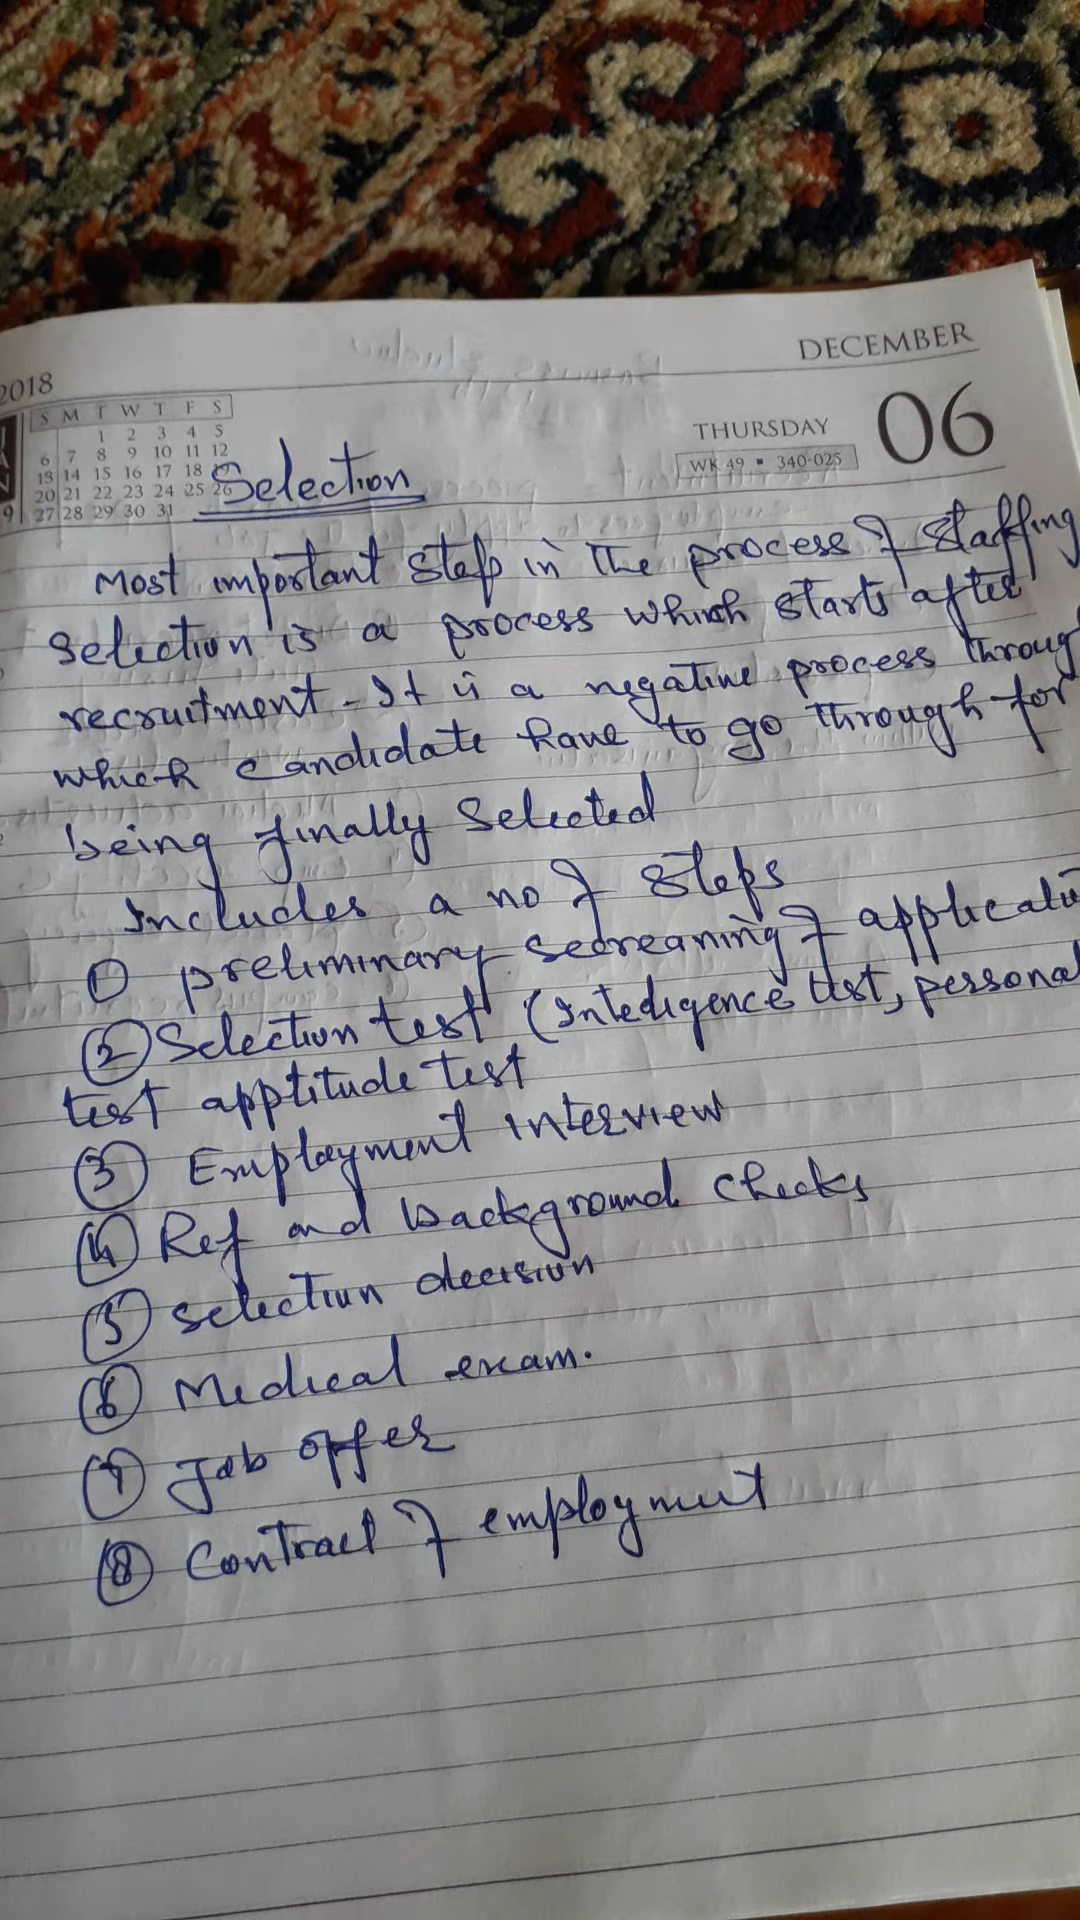 DECEMBER
2018
S M T W T F S
1 2 3 4 5
6 7 8 9 10 11 12
13 14 15 16 17 18 19
20 21 22 23 24 25 26
27 28 29 30 31
THURSDAY 06
WK 49 ▪ 340-025
Selection
Most important step in the process of staffing
Selection is a process which starts after
recruitment - It is a negative process throug
which candidate have to go through for
being finally selected
Includes a no of steps
① preliminary secreaning of applicatio
② Selection test (Intedigence test, personal
test apptitude test
③ Employment interview
④ Ref and background checks
⑤ selection decision
⑥ Medical exam.
⑦ Job offer
⑧ Contract of employment